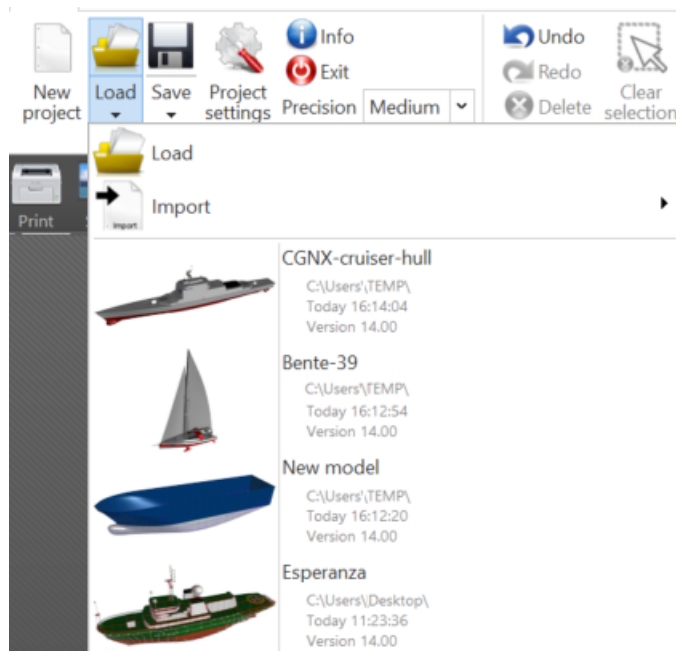 New project
Load
Save
Project settings
Info
Exit
Precision Medium
Undo
Redo
Delete
Clear selection
Print
Load
Import
import
CGNX-cruiser-hull
C:\Users'\TEMP\
Today 16:14:04
Version 14.00
Bente-39
C:\Users\TEMP\
Today 16:12:54
Version 14.00
New model
C:\Users'\TEMP\
Today 16:12:20
Version 14.00
Esperanza
C:\Users\Desktop\
Today 11:23:36
Version 14.00